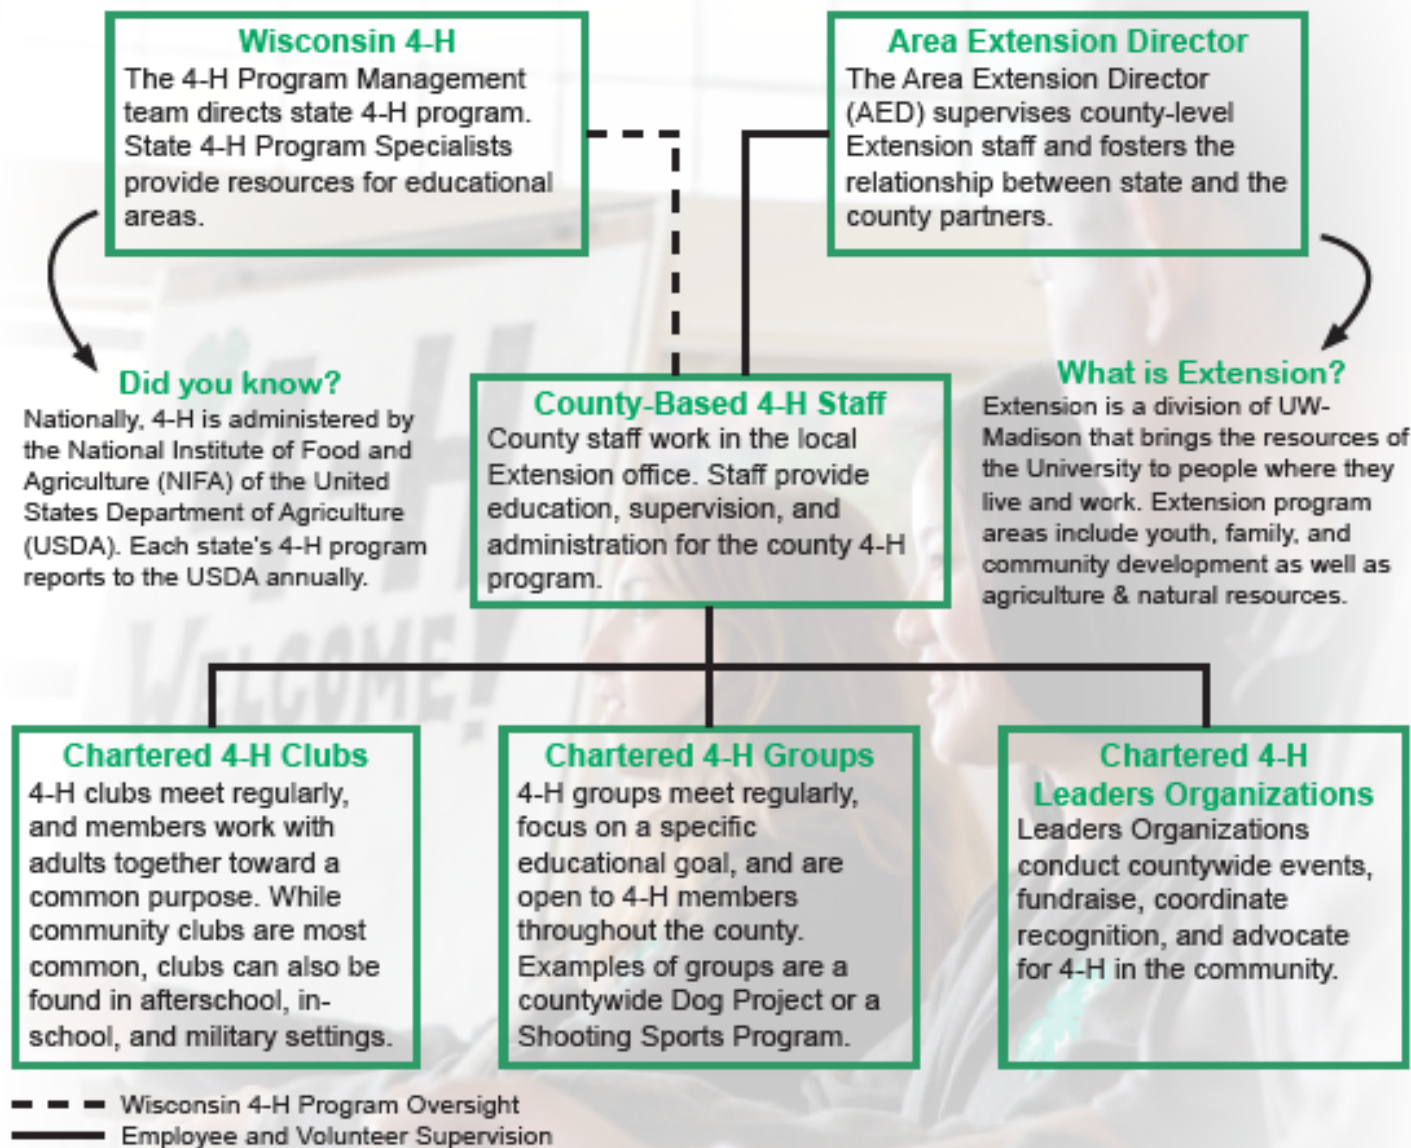 Wisconsin 4-H
The 4-H Program Management
team directs state 4-H program.
State 4-H Program Specialists
provide resources for educational
areas.
Area Extension Director
The Area Extension Director
(AED) supervises county-level
Extension staff and fosters the
relationship between state and the
county partners.
Did you know?
Nationally, 4-H is administered by
the National Institute of Food and
Agriculture (NIFA) of the United
States Department of Agriculture
(USDA). Each state's 4-H program
reports to the USDA annually.
County-Based 4-H Staff
County staff work in the local
Extension office. Staff provide
education, supervision, and
administration for the county 4-H
program.
What is Extension?
Extension is a division of UW-
Madison that brings the resources of
the University to people where they
live and work. Extension program
areas include youth, family, and
community development as well as
agriculture & natural resources.
4-H
WELCOME!
Chartered 4-H Clubs
4-H clubs meet regularly,
and members work with
adults together toward a
common purpose. While
community clubs are most
common, clubs can also be
found in afterschool, in-
school, and military settings.
Chartered 4-H Groups
4-H groups meet regularly,
focus on a specific
educational goal, and are
open to 4-H members
throughout the county.
Examples of groups are a
countywide Dog Project or a
Shooting Sports Program.
Chartered 4-H
Leaders Organizations
Leaders Organizations
conduct countywide events,
fundraise, coordinate
recognition, and advocate
for 4-H in the community.
Wisconsin 4-H Program Oversight
Employee and Volunteer Supervision